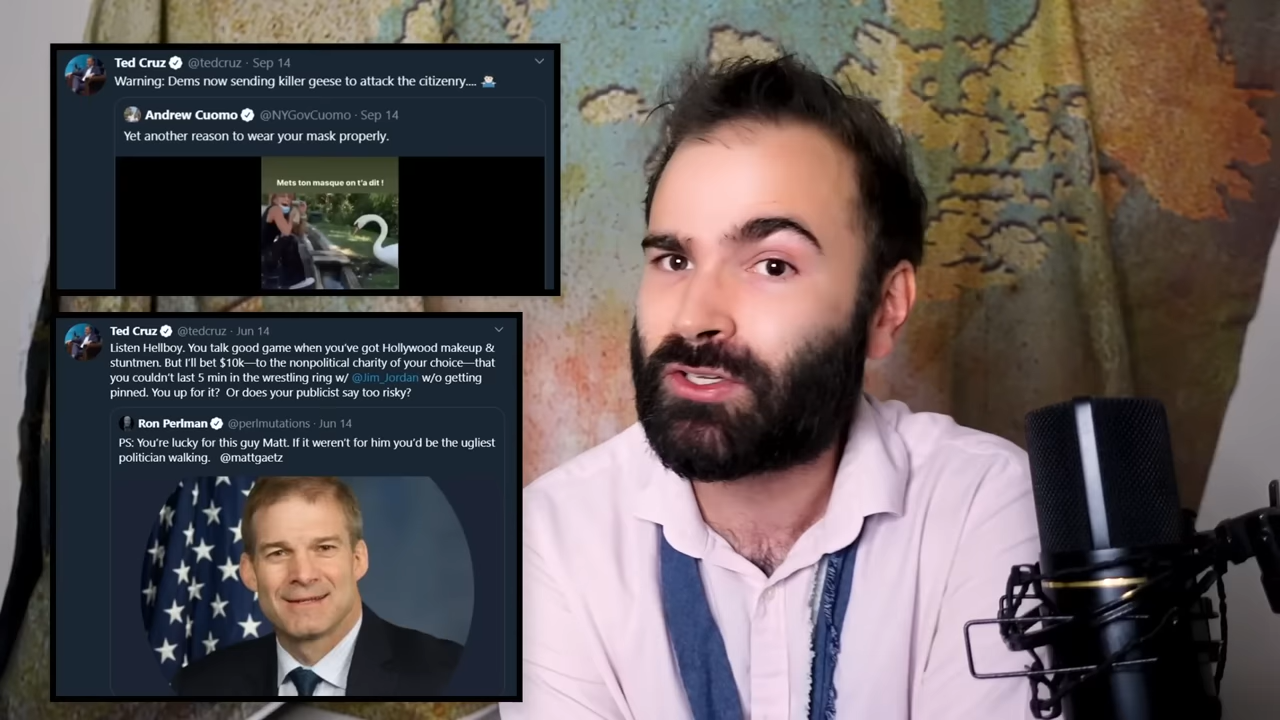 Ted Cruz @tedcruz · Sep 14
Warning: Dems now sending killer geese to attack the citizenry....
Andrew Cuomo @NYGovCuomo · Sep 14
Yet another reason to wear your mask properly.
Mets ton masque on t'a dit !
Ted Cruz @tedcruz · Jun 14
Listen Hellboy. You talk good game when you've got Hollywood makeup &
stuntmen. But I'll bet $10k—to the nonpolitical charity of your choice—that
you couldn't last 5 min in the wrestling ring w/ @Jim_Jordan w/o getting
pinned. You up for it? Or does your publicist say too risky?
Ron Perlman @perlmutations · Jun 14
PS: You're lucky for this guy Matt. If it weren't for him you'd be the ugliest
politician walking. @mattgaetz